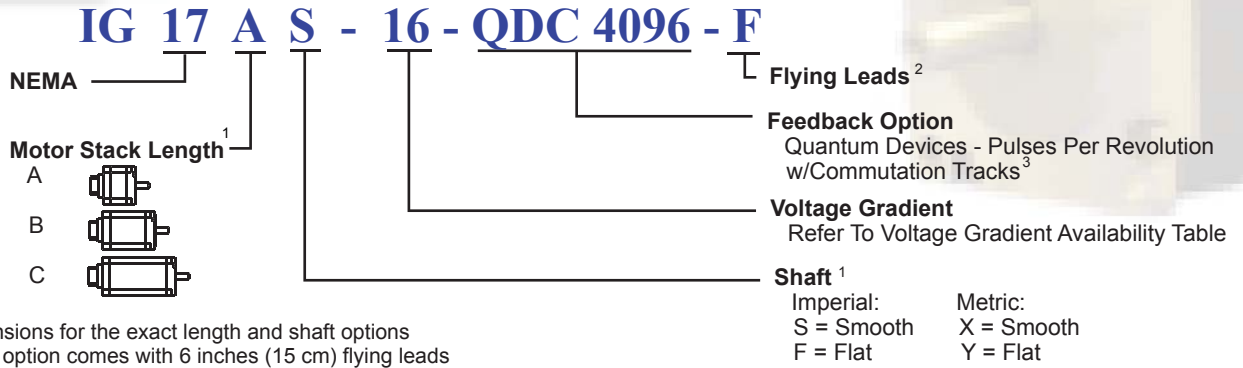 IG 17 A S - 16 - QDC 4096 - F
NEMA
Flying Leads 2
Motor Stack Length 1
A
B
C
Feedback Option
Quantum Devices - Pulses Per Revolution
w/Commutation Tracks 3
Voltage Gradient
Refer To Voltage Gradient Availability Table
Shaft 1
Imperial: Metric:
S = Smooth X = Smooth
F = Flat Y = Flat
nsions for the exact length and shaft options
option comes with 6 inches (15 cm) flying leads